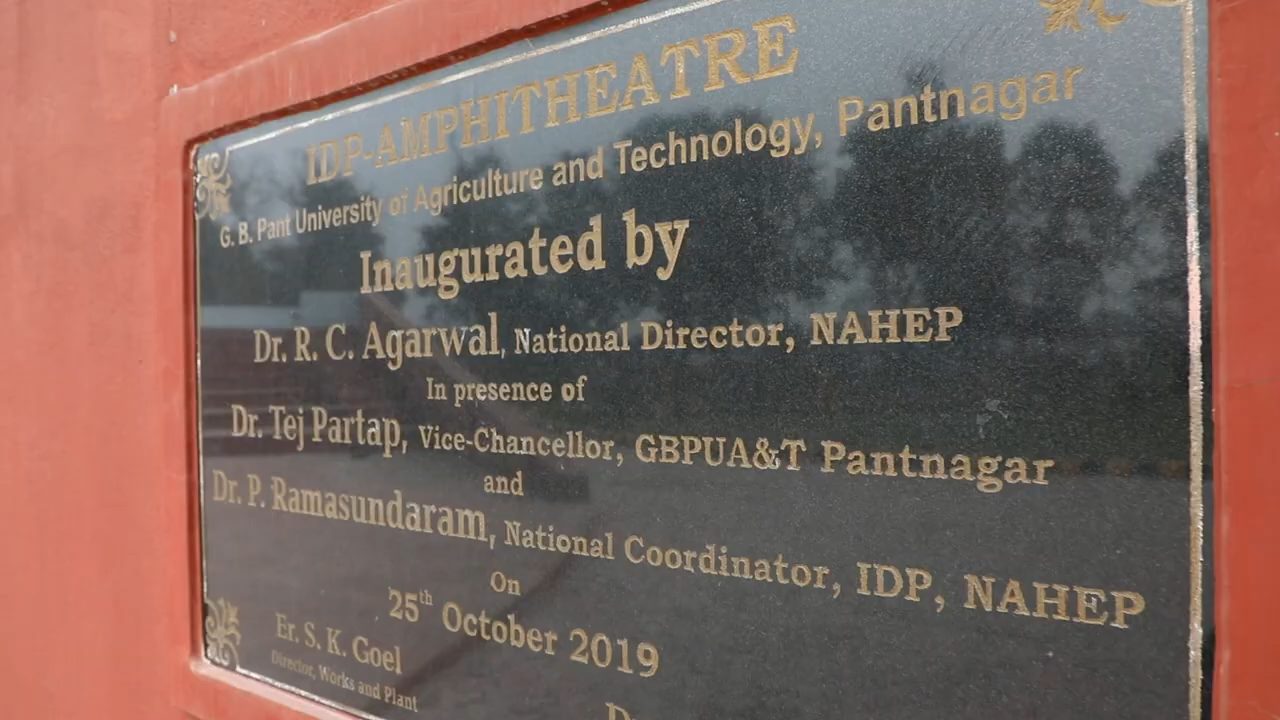 IDP-AMPHITHEATRE
G. B. Pant University of Agriculture and Technology, Pantnagar
Inaugurated by
Dr. R. C. Agarwal, National Director, NAHEP
In presence of
Dr. Tej Partap, Vice-Chancellor, GBPUA&T Pantnagar
and
Dr. P. Ramasundaram, National Coordinator, IDP, NAHEP
On
25th October 2019
Er. S. K. Goel
Director, Works and Plant